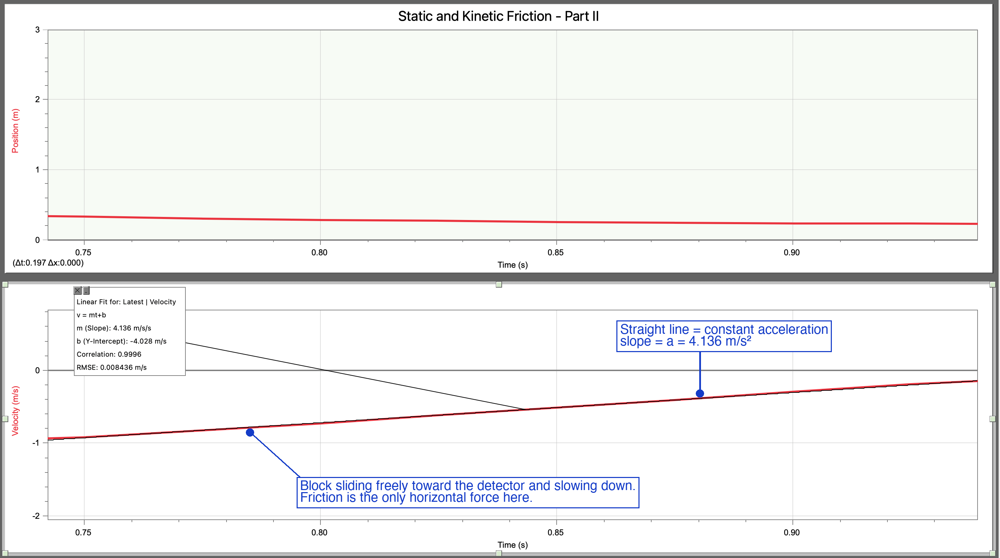 Static and Kinetic Friction - Part II
3
2
1
0
Position (m)
0.75
0.80
0.85
0.90
(Δt:0.197 Δx:0.000)
Time (s)
Linear Fit for: Latest | Velocity
v = mt+b
m (Slope): 4.136 m/s/s
b (Y-Intercept): -4.028 m/s
Correlation: 0.9996
RMSE: 0.008436 m/s
Straight line = constant acceleration
slope = a = 4.136 m/s²
0
-1
-2
Velocity (m/s)
Block sliding freely toward the detector and slowing down.
Friction is the only horizontal force here.
0.75
0.80
0.85
0.90
Time (s)